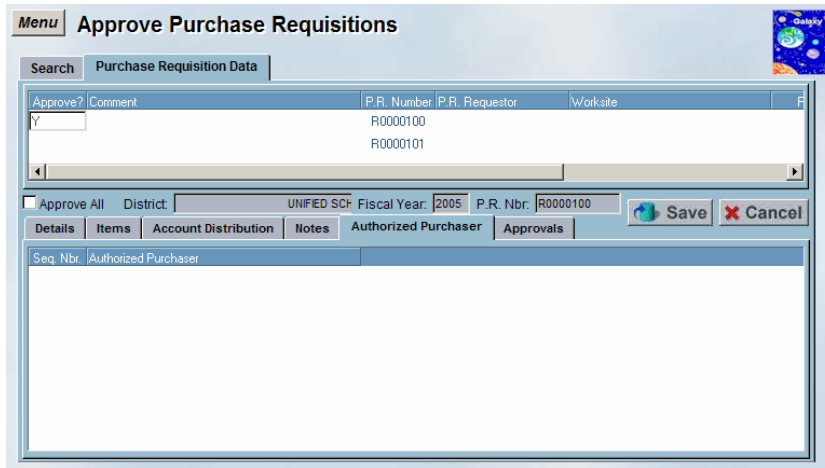 Menu Approve Purchase Requisitions
Galaxy
Search Purchase Requisition Data
Approve? Comment P.R. Number P.R. Requestor Worksite
Y R0000100
R0000101
Approve All District: UNIFIED SCH Fiscal Year: 2005 P.R. Nbr: R0000100 Save Cancel
Details Items Account Distribution Notes Authorized Purchaser Approvals
Seq. Nbr. Authorized Purchaser